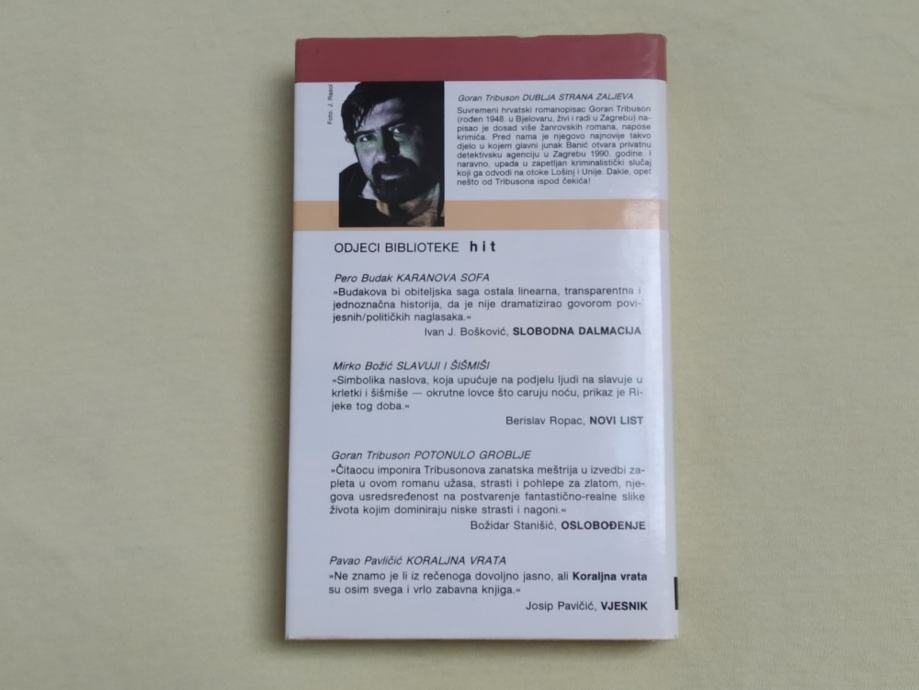 Foto: J. Rasol
Goran Tribuson DUBLJA STRANA ZALJEVA
Suvremeni hrvatski romanopisac Goran Tribuson
(rođen 1948. u Bjelovaru, živi i radi u Zagrebu) na-
pisao je dosad više žanrovskih romana, napose
krimića. Pred nama je njegovo najnovije takvo
djelo u kojem glavni junak Banić otvara privatnu
detektivsku agenciju u Zagrebu 1990. godine. I
naravno, upada u zapetljan kriminalistički slučaj
koji ga odvodi na otoke Lošinj i Unije. Dakle, opet
nešto od Tribusona ispod čekića!
ODJECI BIBLIOTEKE hit
Pero Budak KARANOVA SOFA
»Budakova bi obiteljska saga ostala linearna, transparentna i
jednoznačna historija, da je nije dramatizirao govorom povi-
jesnih/političkih naglasaka.«
Ivan J. Bošković, SLOBODNA DALMACIJA
Mirko Božić SLAVUJI I ŠIŠMIŠI
»Simbolika naslova, koja upućuje na podjelu ljudi na slavuje u
krletki i šišmiše — okrutne lovce što caruju noću, prikaz je Ri-
jeke tog doba.«
Berislav Ropac, NOVI LIST
Goran Tribuson POTONULO GROBLJE
»Čitaocu imponira Tribusonova zanatska meštrija u izvedbi za-
pleta u ovom romanu užasa, strasti i pohlepe za zlatom, nje-
gova usredsređenost na postvarenje fantastično-realne slike
života kojim dominiraju niske strasti i nagoni.«
Božidar Stanišić, OSLOBOĐENJE
Pavao Pavličić KORALJNA VRATA
»Ne znamo je li iz rečenoga dovoljno jasno, ali Koraljna vrata
su osim svega i vrlo zabavna knjiga.«
Josip Pavičić, VJESNIK